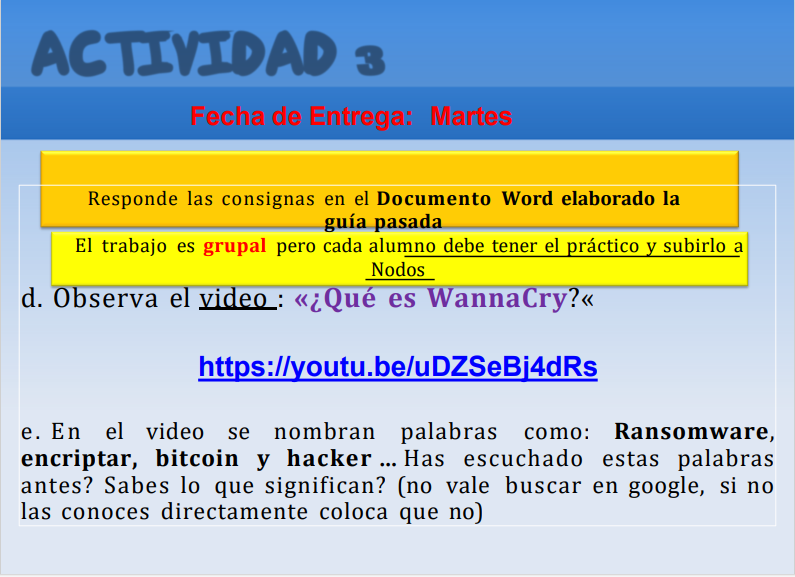 ACTIVIDAD 3
Fecha de Entrega: Martes
Responde las consignas en el Documento Word elaborado la
guía pasada
El trabajo es grupal pero cada alumno debe tener el práctico y subirlo a
Nodos
d. Observa el video : «¿Qué es WannaCry?«
https://youtu.be/uDZSeBj4dRs
e. En el video se nombran palabras como: Ransomware,
encriptar, bitcoin y hacker ... Has escuchado estas palabras
antes? Sabes lo que significan? (no vale buscar en google, si no
las conoces directamente coloca que no)